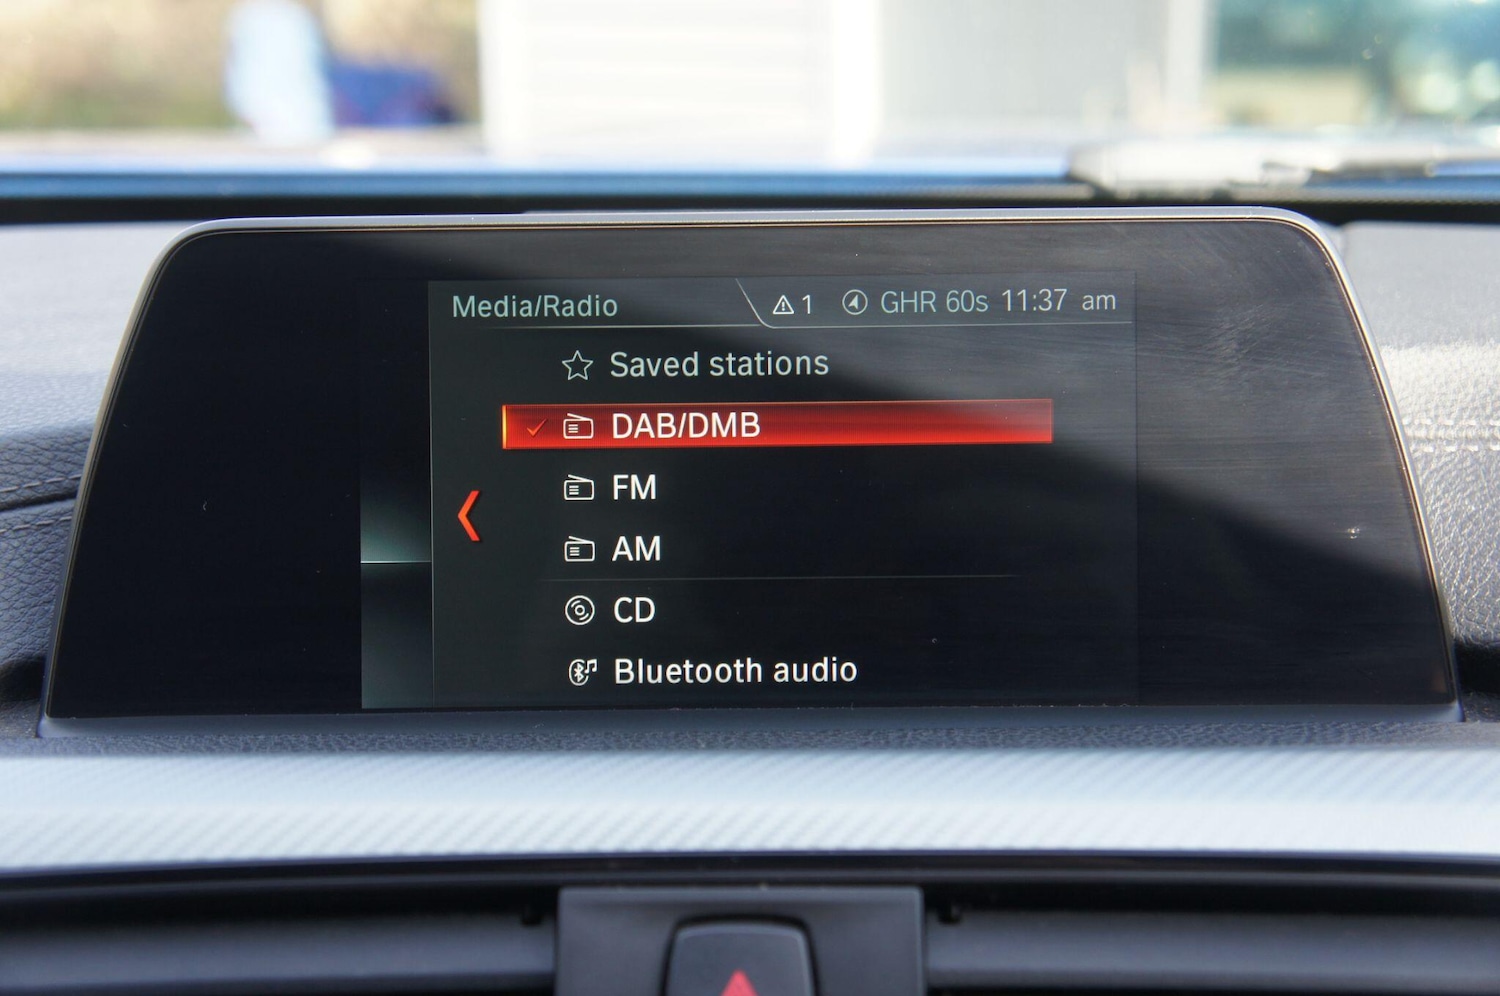 Media/Radio 1 GHR 60s 11:37 am
Saved stations
DAB/DMB
FM
AM
CD
Bluetooth audio